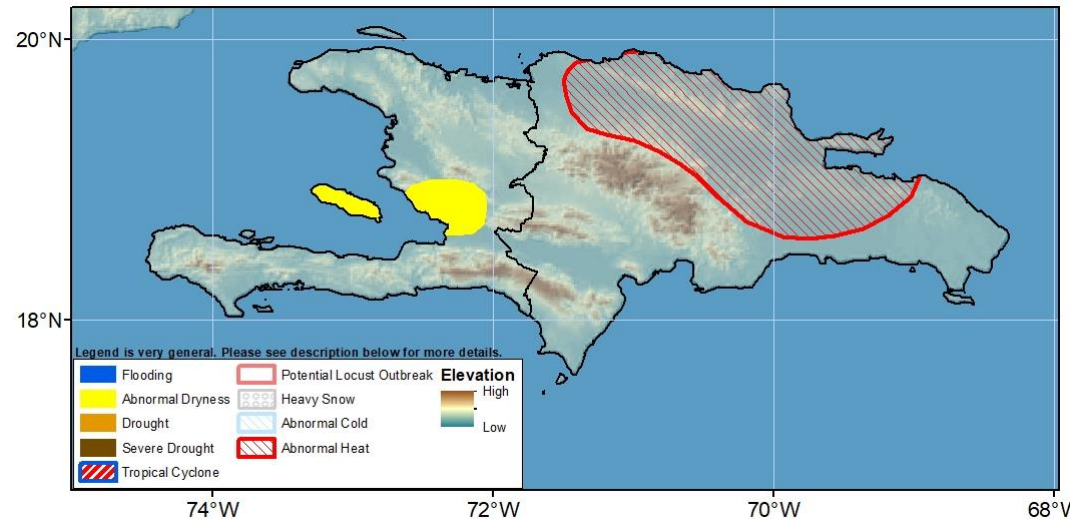 20°N
18°N
Legend is very general. Please see description below for more details.
Flooding
Potential Locust Outbreak
Elevation
Abnormal Dryness
Heavy Snow
High
Drought
Abnormal Cold
Low
Severe Drought
Abnormal Heat
Tropical Cyclone
74°W
72°W
70°W
68°W